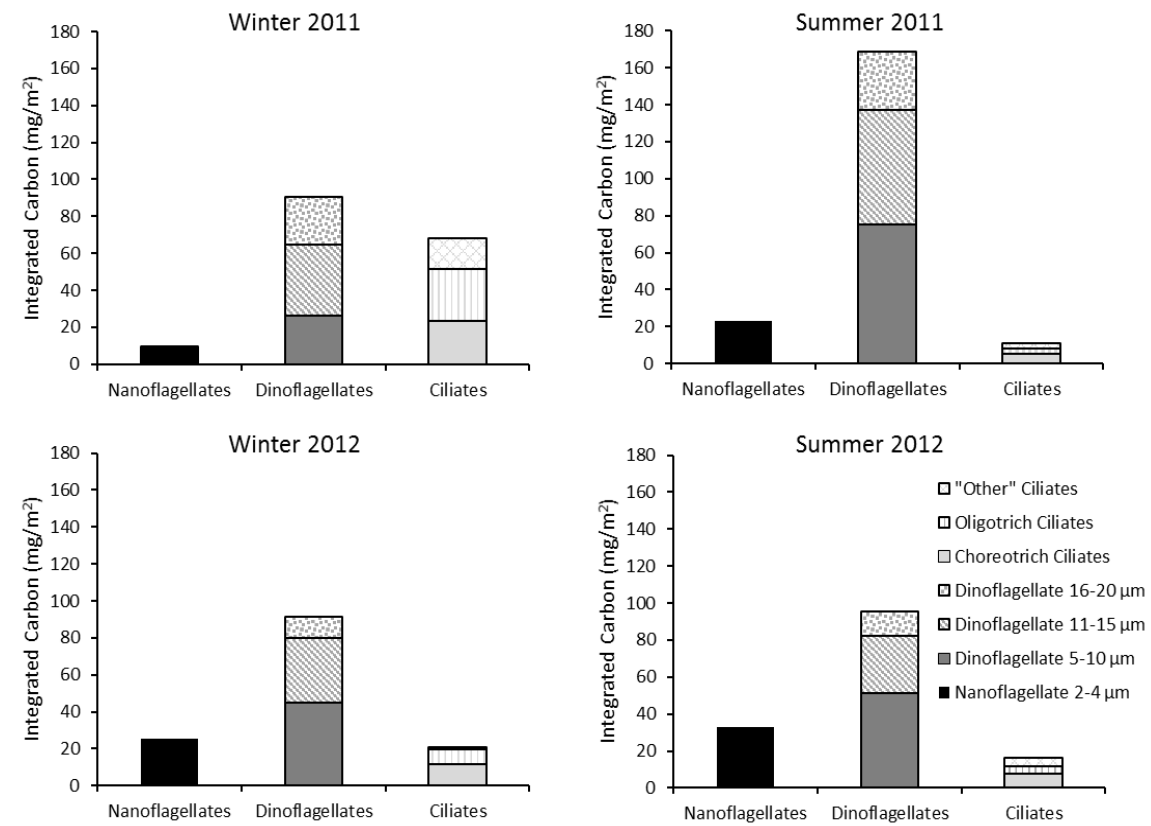 Winter 2011
Integrated Carbon (mg/m²)
180
160
140
120
100
80
60
40
20
0
Nanoflagellates Dinoflagellates Ciliates
Summer 2011
Integrated Carbon (mg/m²)
180
160
140
120
100
80
60
40
20
0
Nanoflagellates Dinoflagellates Ciliates
Winter 2012
Integrated Carbon (mg/m²)
180
160
140
120
100
80
60
40
20
0
Nanoflagellates Dinoflagellates Ciliates
Summer 2012
Integrated Carbon (mg/m²)
180
160
140
120
100
80
60
40
20
0
Nanoflagellates Dinoflagellates Ciliates
"Other" Ciliates
Oligotrich Ciliates
Choreotrich Ciliates
Dinoflagellate 16-20 µm
Dinoflagellate 11-15 µm
Dinoflagellate 5-10 µm
Nanoflagellate 2-4 µm